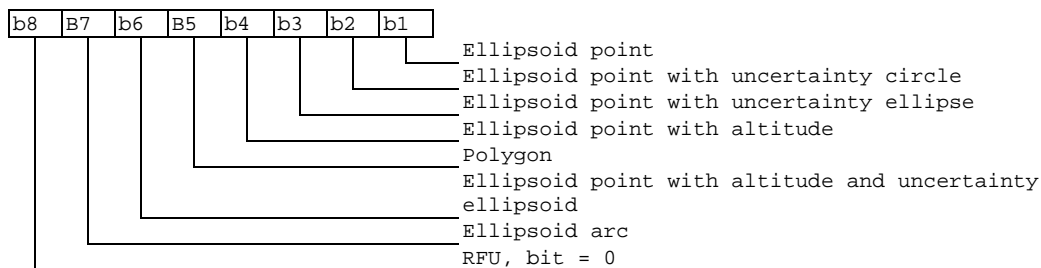 b8 B7 b6 B5 b4 b3 b2 b1
Ellipsoid point
Ellipsoid point with uncertainty circle
Ellipsoid point with uncertainty ellipse
Ellipsoid point with altitude
Polygon
Ellipsoid point with altitude and uncertainty
ellipsoid
Ellipsoid arc
RFU, bit = 0